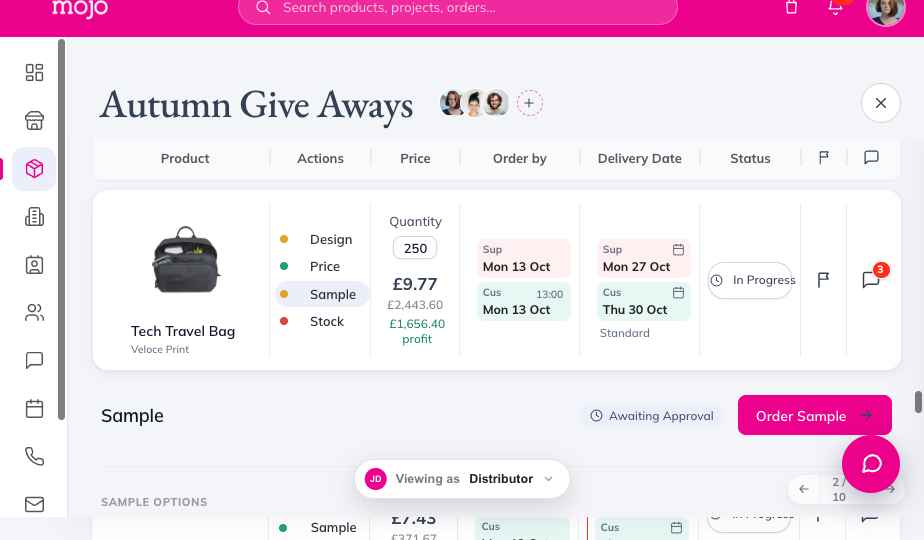 mojo
Search products, projects, orders...
Autumn Give Aways
Product Actions Price Order by Delivery Date Status
Quantity
250
£9.77
£2,443.60
£1,656.40
profit
Design
Price
Sample
Stock
Tech Travel Bag
Veloce Print
Sup
Mon 13 Oct
Cus 13:00
Mon 13 Oct
Sup
Mon 27 Oct
Cus
Thu 30 Oct
Standard
In Progress
3
Sample
Awaiting Approval
Order Sample
JD Viewing as Distributor
SAMPLE OPTIONS
2 /
10
Sample
£7.43
£371.67
Cus
Cus
In Progress